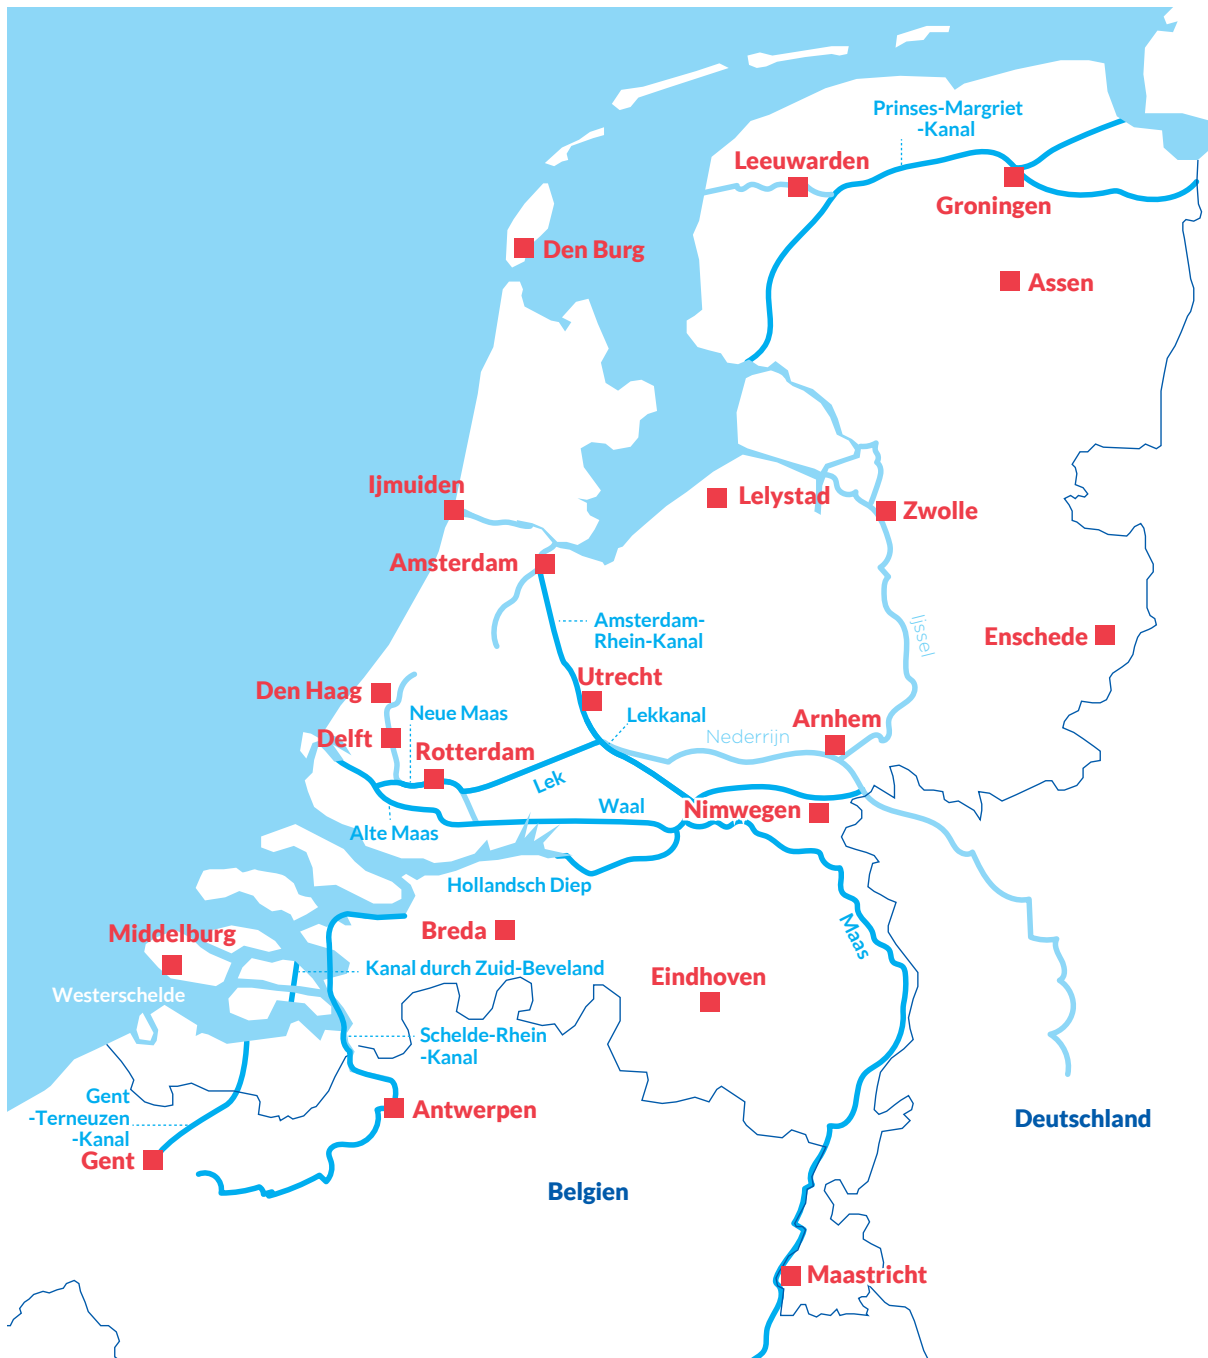 Prinses-Margriet
-Kanal
Leeuwarden
Groningen
Den Burg
Assen
Ijmuiden
Lelystad
Zwolle
Amsterdam
Amsterdam-
Rhein-Kanal
Ijssel
Enschede
Utrecht
Den Haag
Neue Maas
Lekkanal
Arnhem
Delft
Nederrijn
Rotterdam
Lek
Waal
Nimwegen
Alte Maas
Hollandsch Diep
Maas
Middelburg
Breda
Kanal durch Zuid-Beveland
Eindhoven
Westerschelde
Schelde-Rhein
-Kanal
Gent
-Terneuzen
-Kanal
Antwerpen
Deutschland
Gent
Belgien
Maastricht